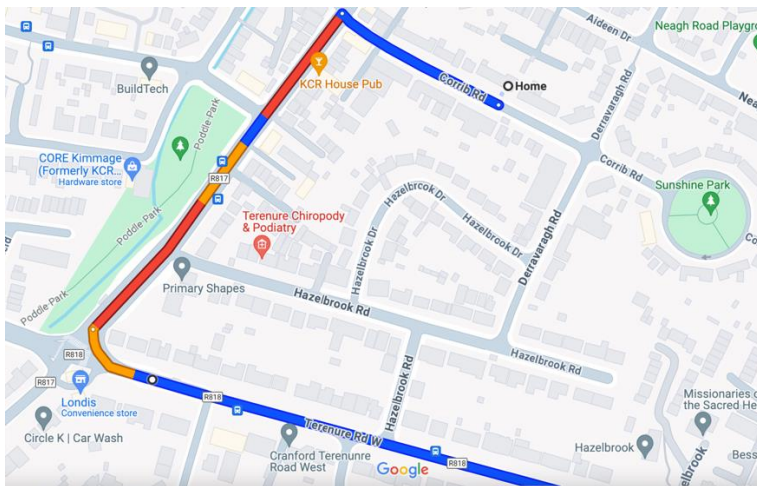 Aideen Dr
Neagh Road Playgro
BuildTech
KCR House Pub
Corrib Rd
Home
Derravaragh Rd
Nea
Poddle Park
CORE Kimmage
(Formerly KCR...
Hardware store
R817
Corrib Rd
Sunshine Park
Hazelbrook Dr
Poddle Park
Terenure Chiropody
& Podiatry
Hazelbrook Dr
Hazelbrook Dr
Derravaragh Rd
Co
Primary Shapes
Hazelbrook Rd
Poddle Park
R818
R817
Hazelbrook Rd
Hazelbrook Rd
Londis
Convenience store
R818
Missionaries o
the Sacred He
Circle K | Car Wash
Terenure Rd W
Cranford Terenunre
Road West
Google
R818
Hazelbrook
Hazelbrook
Bess